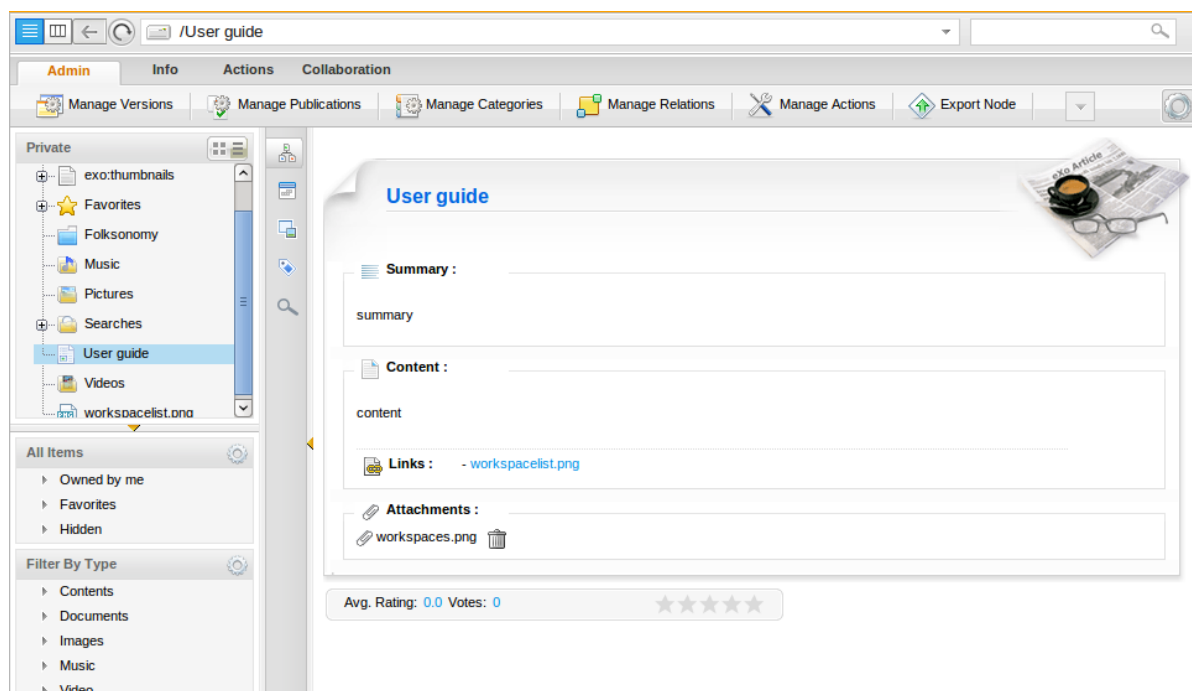 /User guide
Admin Info Actions Collaboration
Manage Versions Manage Publications Manage Categories Manage Relations Manage Actions Export Node
Private
exo:thumbnails
Favorites
Folksonomy
Music
Pictures
Searches
User guide
Videos
workspacelist.png
All Items
Owned by me
Favorites
Hidden
Filter By Type
Contents
Documents
Images
Music
Video
User guide
eXo Article
Summary :
summary
Content :
content
Links : - workspacelist.png
Attachments :
workspaces.png
Avg. Rating: 0.0 Votes: 0